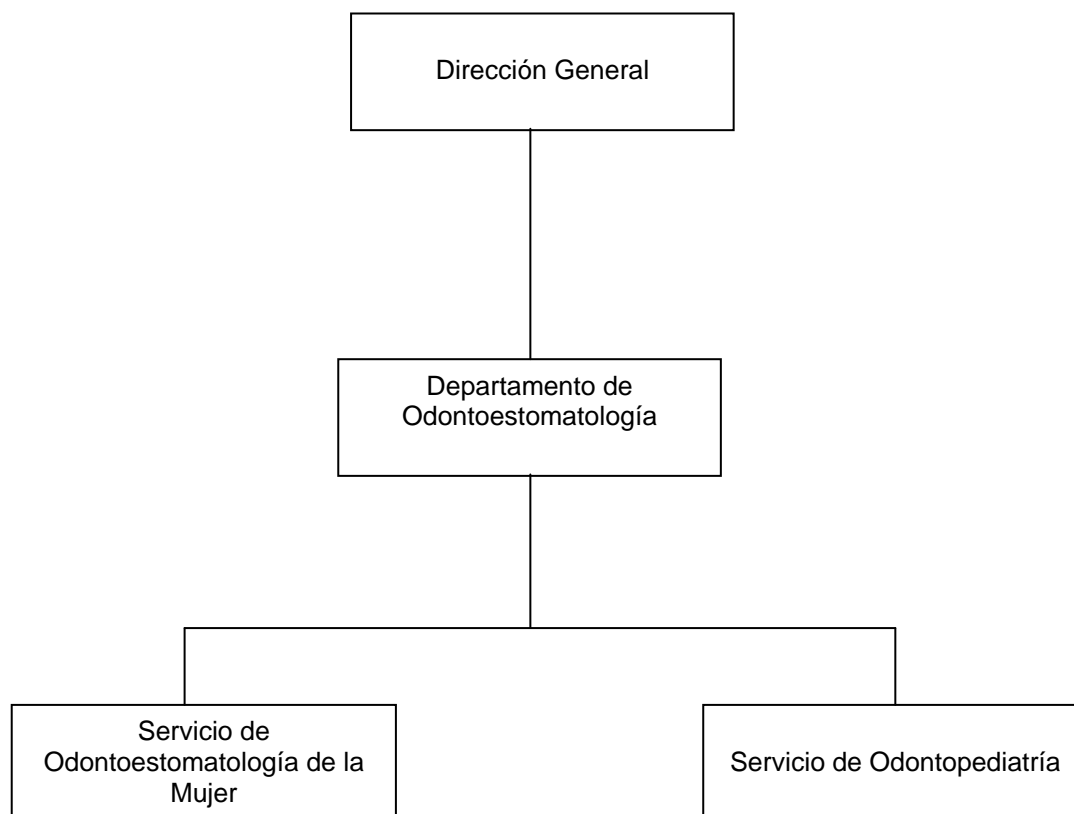 Dirección General
Departamento de
Odontoestomatología
Servicio de
Odontoestomatología de la
Mujer
Servicio de Odontopediatría